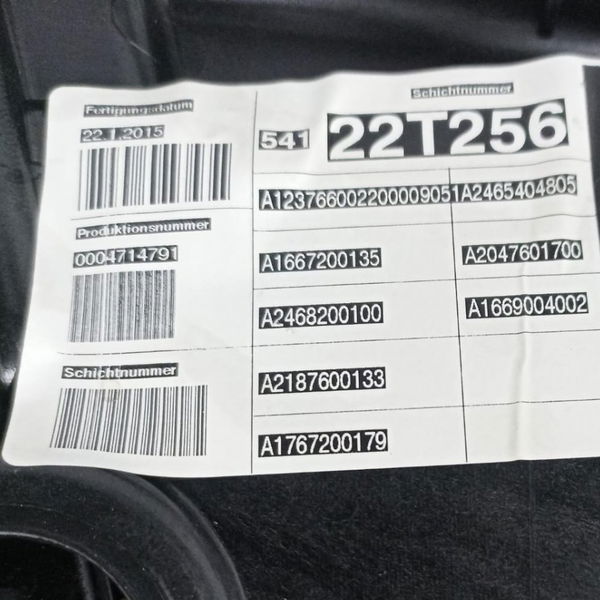 Fertigungsdatum
22.1.2015
Produktionsnummer
0004714791
Schichtnummer
Schichtnummer
541 22T256
A123766002200009051A2465404805
A1667200135 A2047601700
A2468200100 A1669004002
A2187600133
A1767200179